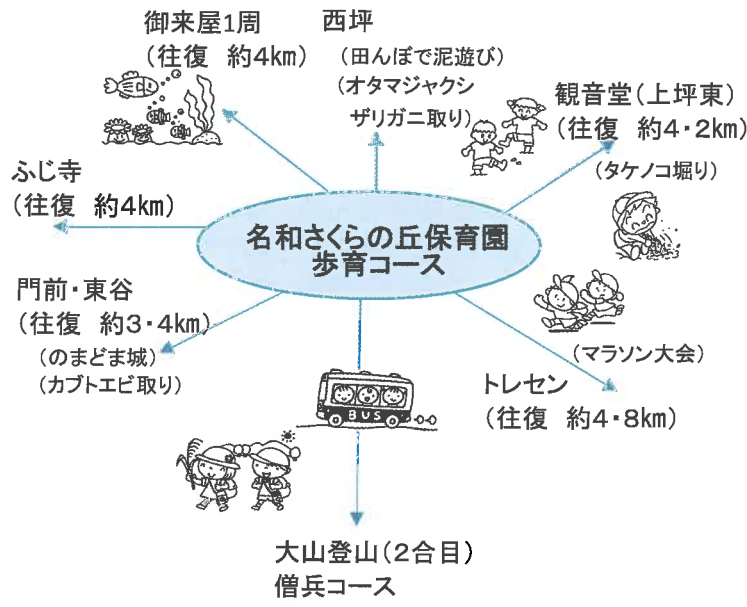 御来屋1周
(往復 約4km)
西坪
(田んぼで泥遊び)
(オタマジャクシ
ザリガニ取り)
観音堂(上坪東)
(往復 約4・2km)
(タケノコ堀り)
ふじ寺
(往復 約4km)
名和さくらの丘保育園
歩育コース
門前・東谷
(往復 約3・4km)
(のまどま城)
(カブトエビ取り)
(マラソン大会)
トレセン
(往復 約4・8km)
BUS
大山登山(2合目)
僧兵コース